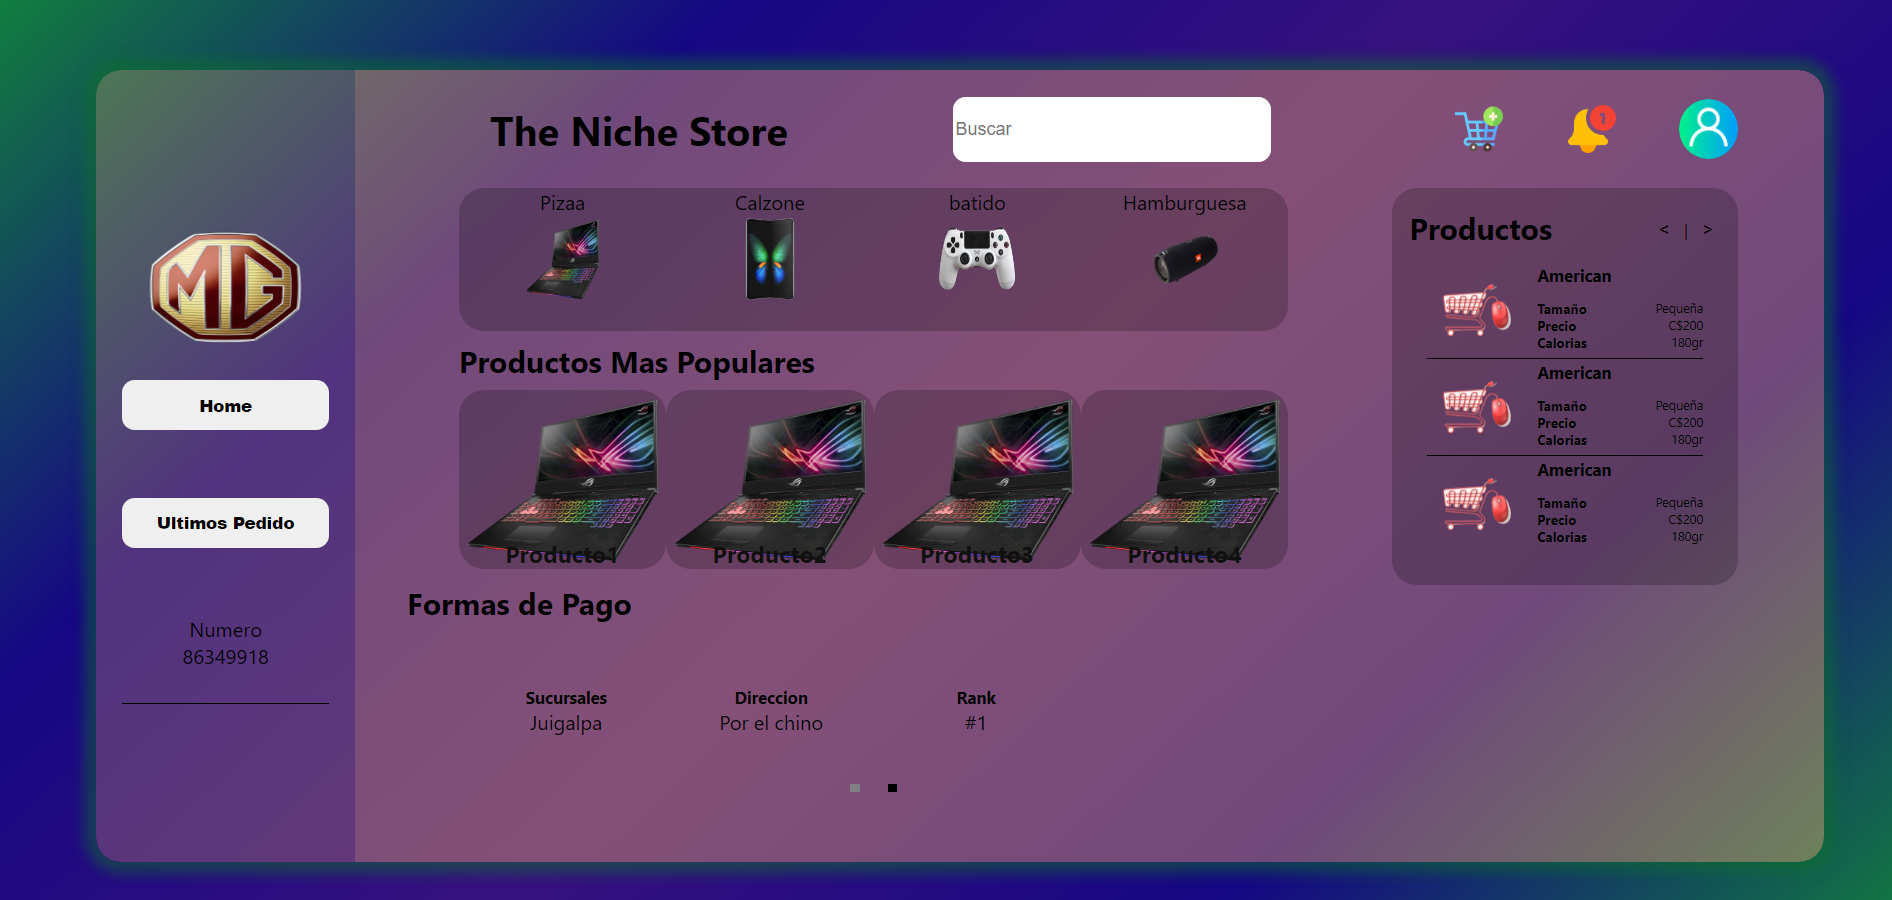 The Niche Store
Buscar
1
MG
Home
Ultimos Pedido
Numero
86349918
Pizaa
Calzone
batido
Hamburguesa
Productos Mas Populares
Producto1
Producto2
Producto3
Producto4
Formas de Pago
Sucursales
Juigalpa
Direccion
Por el chino
Rank
#1
Productos
< | >
American
Tamaño Pequeña
Precio C$200
Calorias 180gr
American
Tamaño Pequeña
Precio C$200
Calorias 180gr
American
Tamaño Pequeña
Precio C$200
Calorias 180gr